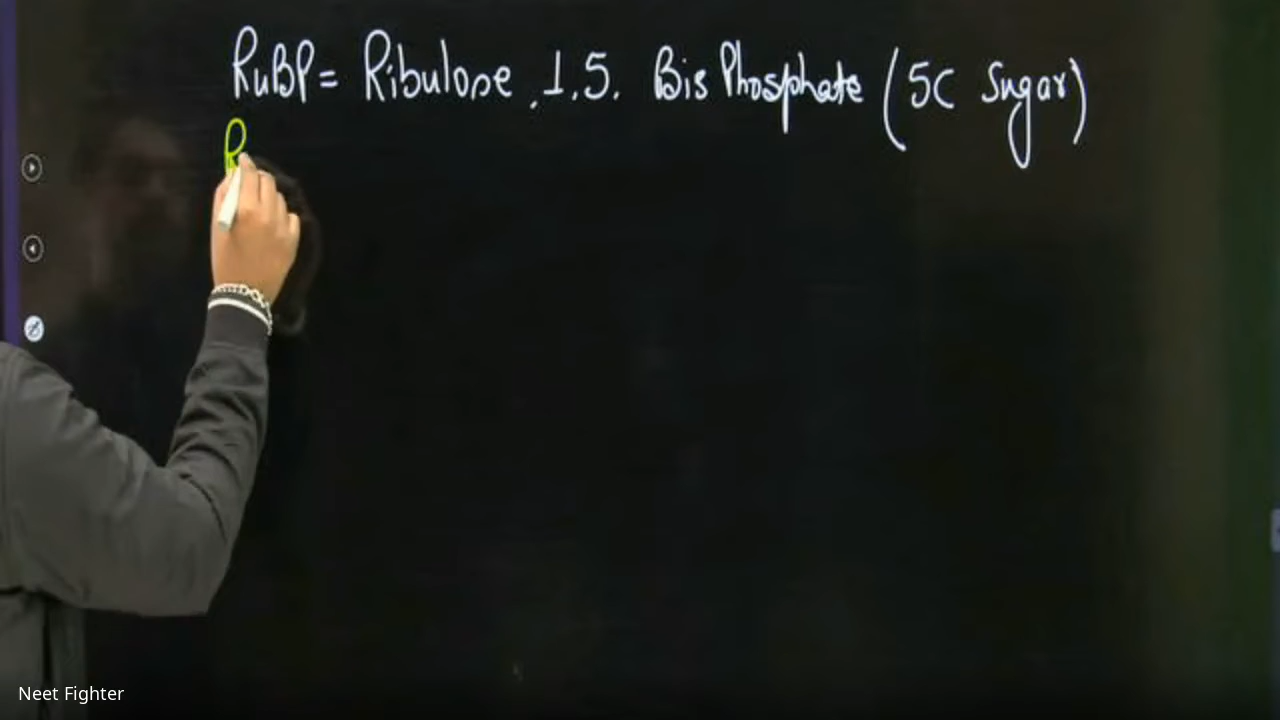 RuBP = Ribulose .1.5. Bis Phosphate (5C Sugar)
R
Neet Fighter